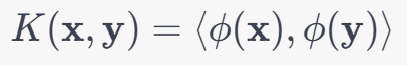 K(𝐱, 𝐲) = ⟨ϕ(𝐱), ϕ(𝐲)⟩